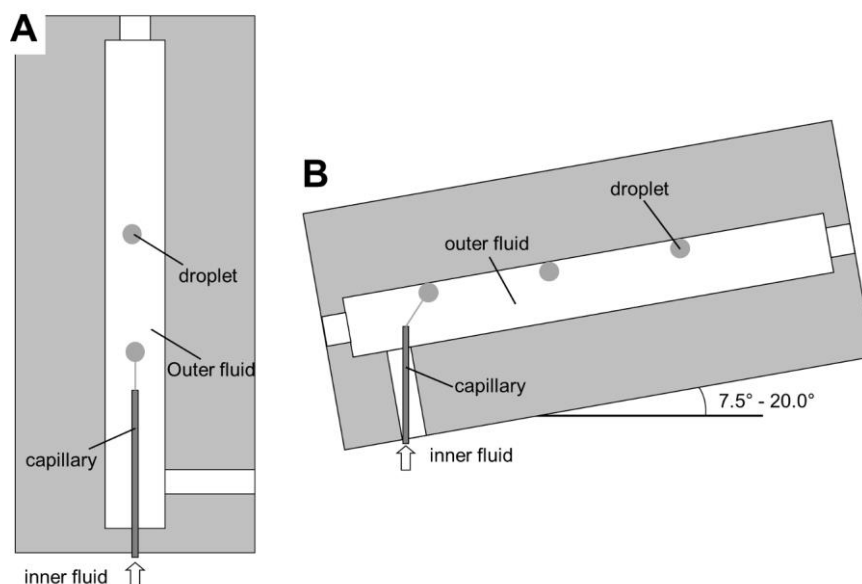 A
droplet
Outer fluid
capillary
inner fluid
B
droplet
outer fluid
capillary
7.5° - 20.0°
inner fluid